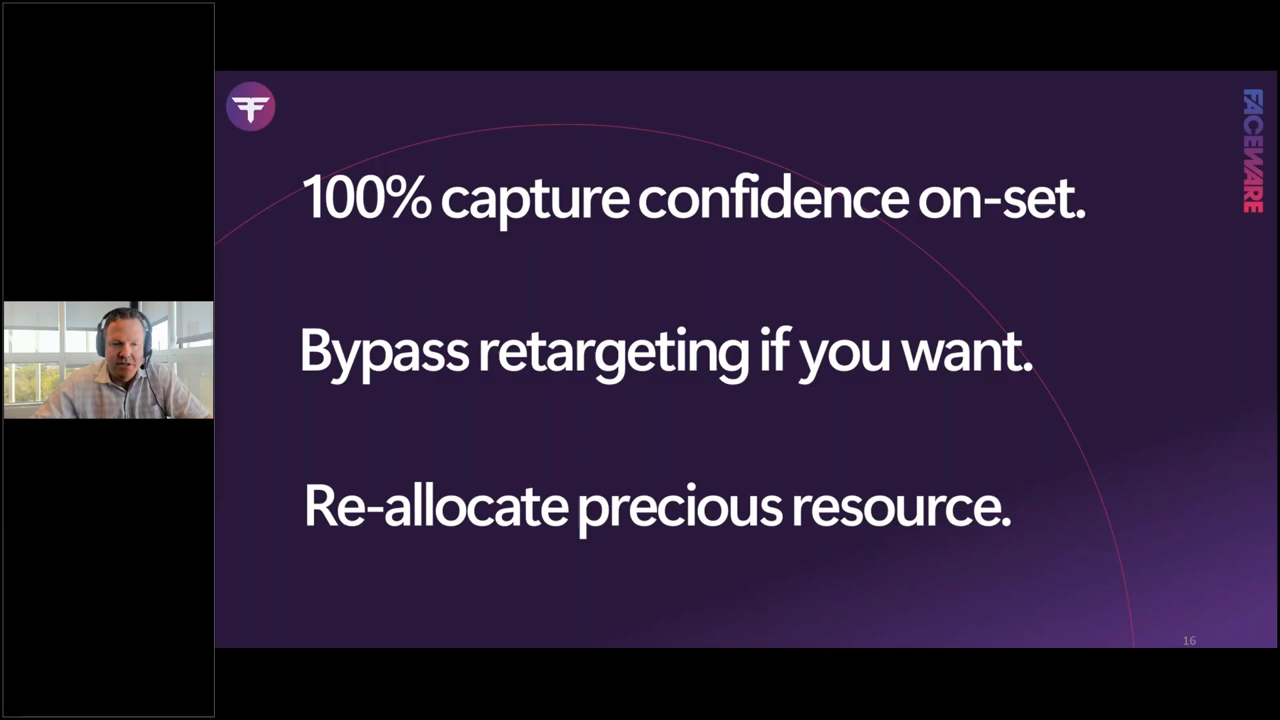 100% capture confidence on-set.
FACEWARE
Bypass retargeting if you want.
Re-allocate precious resource.
16